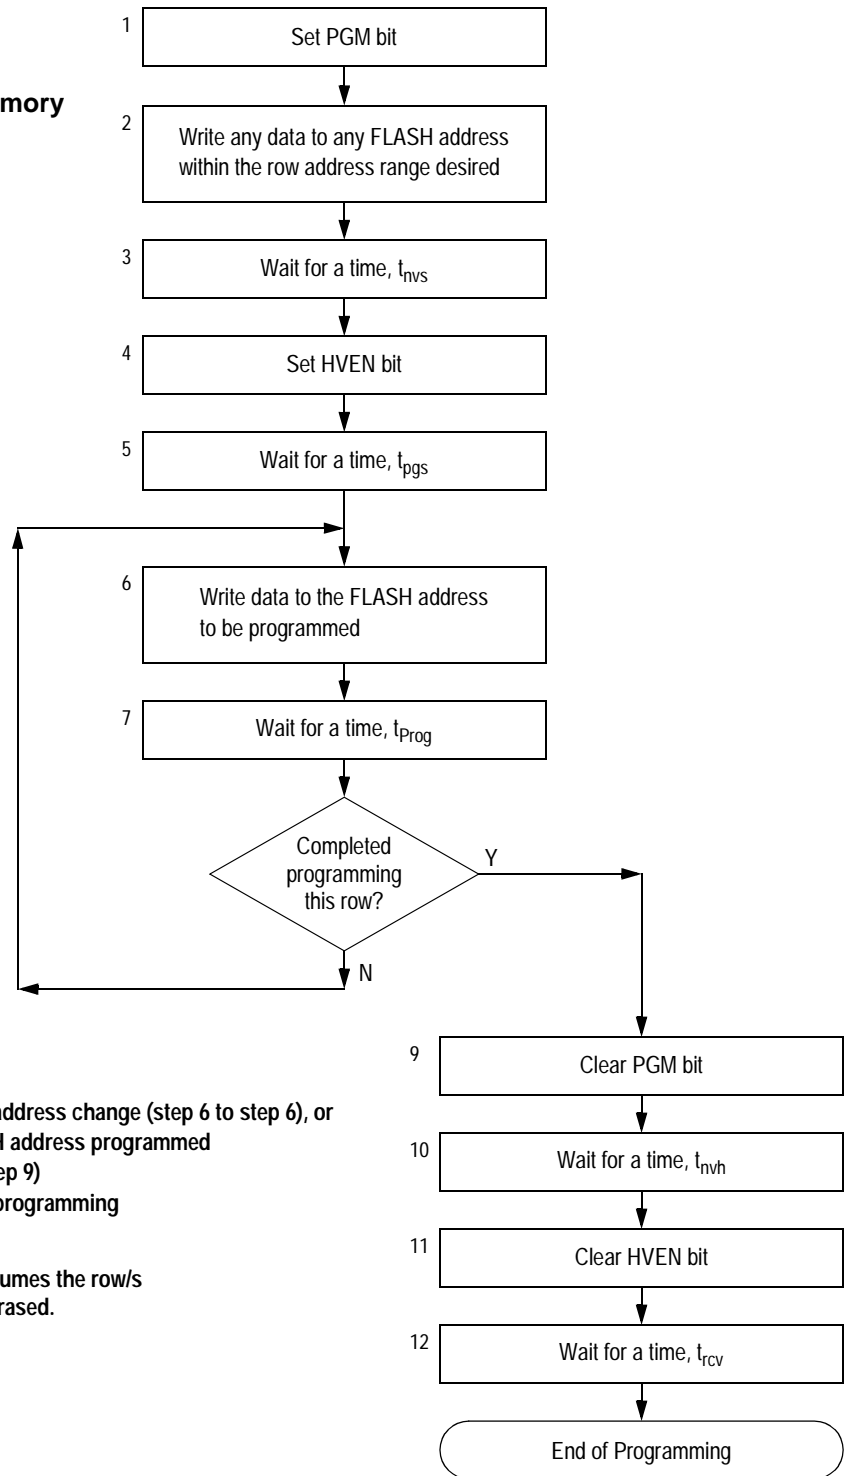 1
Set PGM bit
mory
2
Write any data to any FLASH address
within the row address range desired
3
Wait for a time, tnvs
4
Set HVEN bit
5
Wait for a time, tpgs
6
Write data to the FLASH address
to be programmed
7
Wait for a time, tProg
Completed
programming
this row?
Y
N
9
Clear PGM bit
address change (step 6 to step 6), or
H address programmed
ep 9)
programming
umes the row/s
rased.
10
Wait for a time, tnvh
11
Clear HVEN bit
12
Wait for a time, trcv
End of Programming